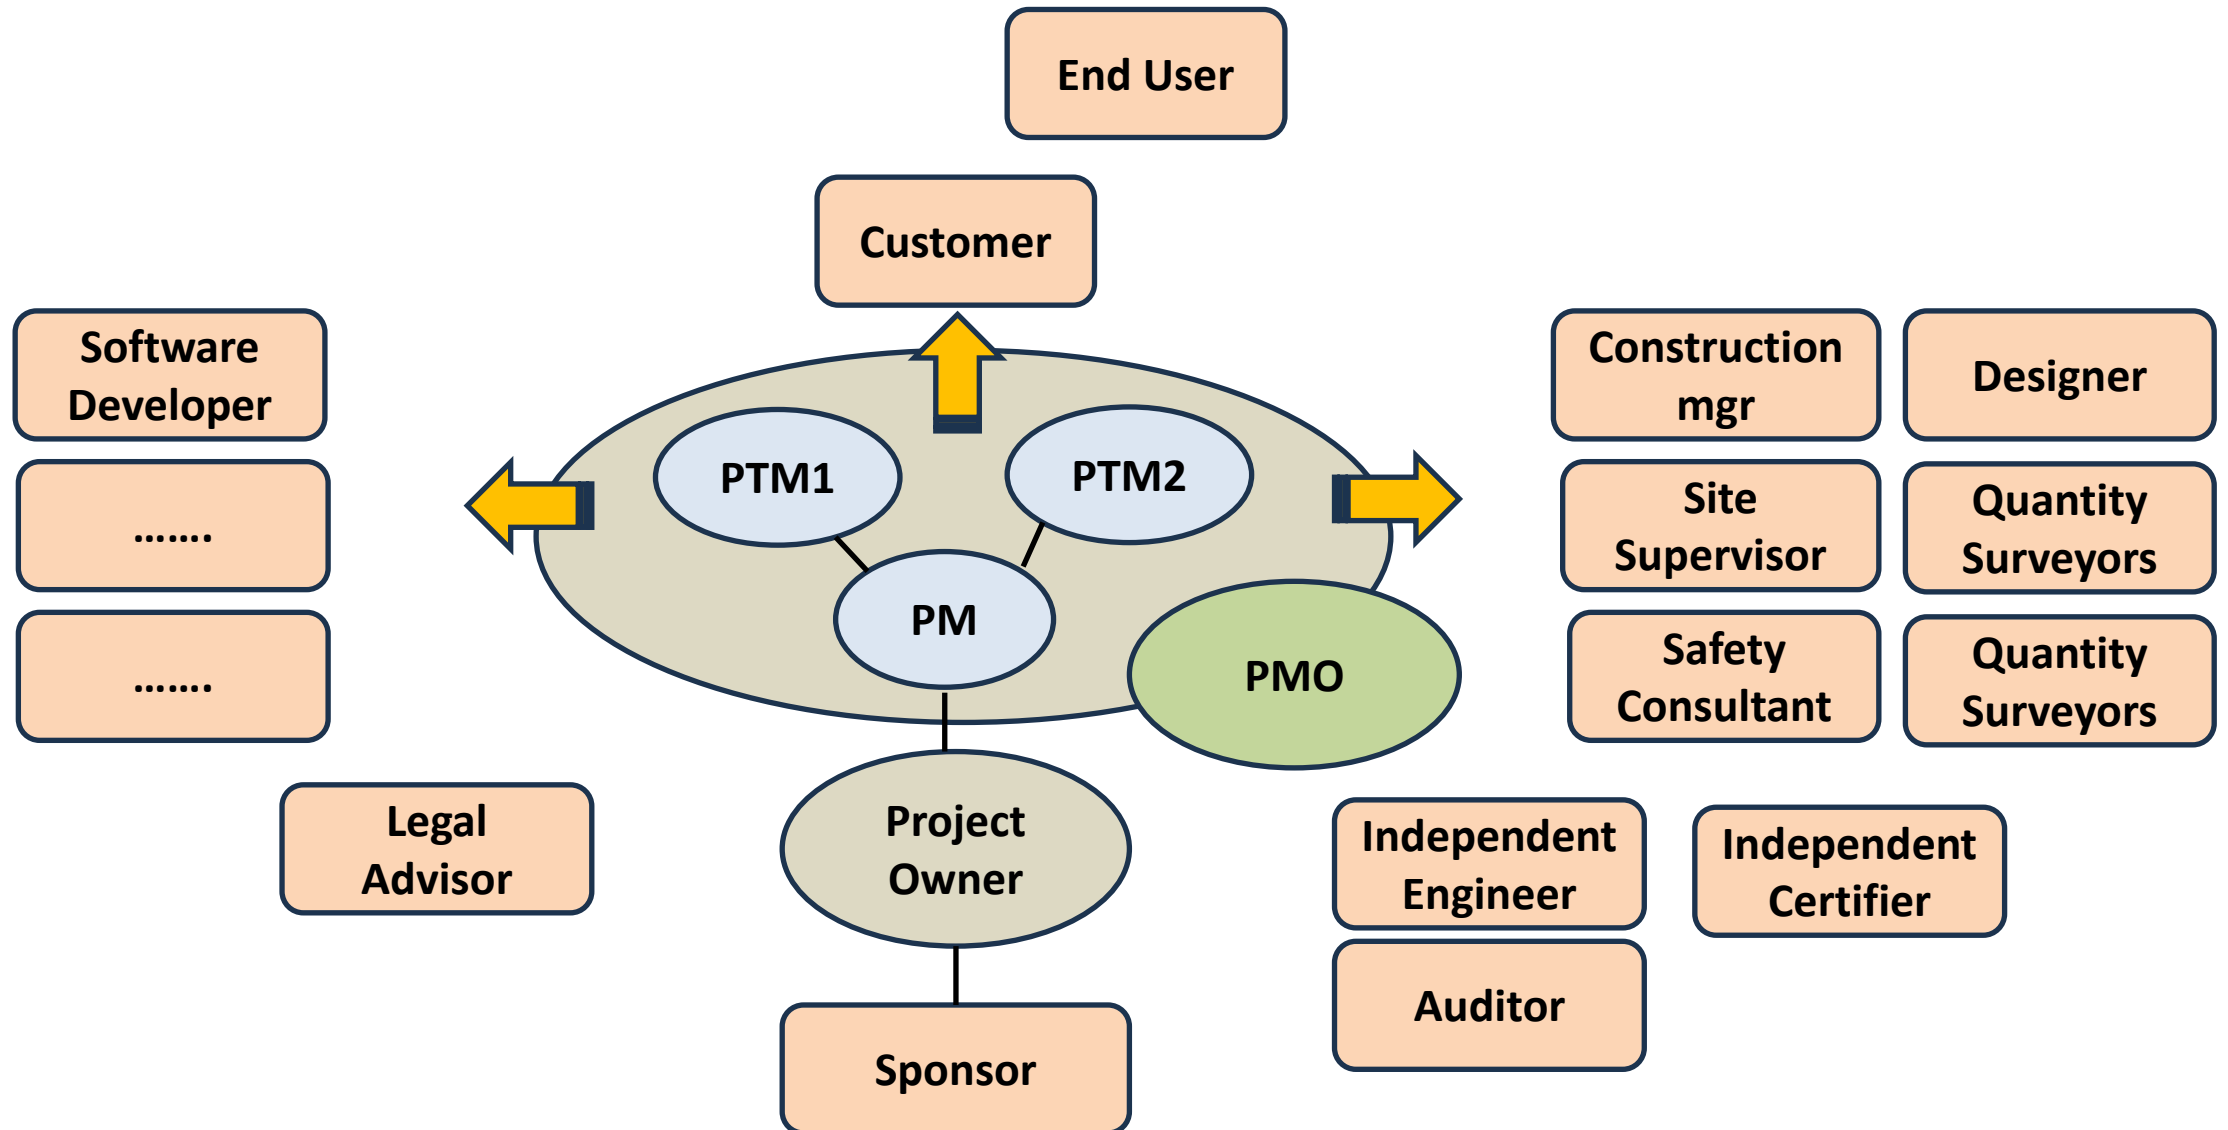 End User
Customer
Software
Developer
…….
…….
Construction
mgr
Designer
Site
Supervisor
Quantity
Surveyors
Safety
Consultant
Quantity
Surveyors
PTM1
PTM2
PM
PMO
Legal
Advisor
Project
Owner
Independent
Engineer
Independent
Certifier
Auditor
Sponsor